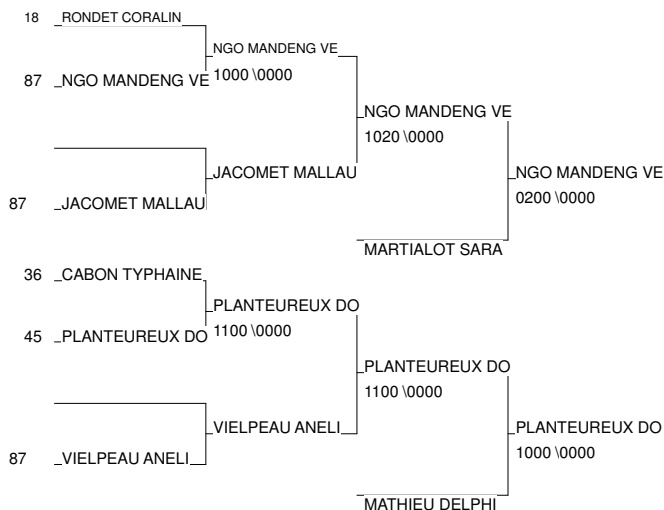 18 RONDET CORALIN
NGO MANDENG VE
87 NGO MANDENG VE 1000 \0000
NGO MANDENG VE
1020 \0000
JACOMET MALLAU NGO MANDENG VE
87 JACOMET MALLAU 0200 \0000
MARTIALOT SARA
36 CABON TYPHAINE
PLANTEUREUX DO
45 PLANTEUREUX DO 1100 \0000
PLANTEUREUX DO
1100 \0000
VIELPEAU ANELI PLANTEUREUX DO
87 VIELPEAU ANELI 1000 \0000
MATHIEU DELPHI